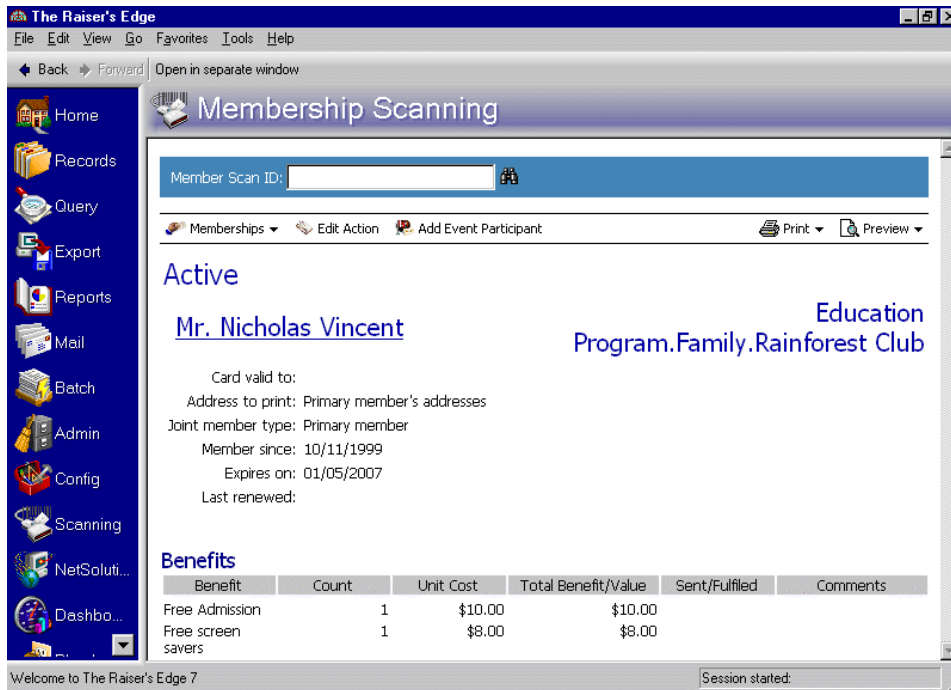 The Raiser's Edge
File Edit View Go Favorites Tools Help
Back Forward Open in separate window
Home
Records
Query
Export
Reports
Mail
Batch
Admin
Config
Scanning
NetSoluti...
Dashbo...
Membership Scanning
Member Scan ID:
Memberships Edit Action Add Event Participant Print Preview
Active
Mr. Nicholas Vincent
Education
Program.Family.Rainforest Club
Card valid to:
Address to print: Primary member's addresses
Joint member type: Primary member
Member since: 10/11/1999
Expires on: 01/05/2007
Last renewed:
Benefits
Benefit Count Unit Cost Total Benefit/Value Sent/Fulfiled Comments
Free Admission 1 $10.00 $10.00
Free screen 1 $8.00 $8.00
savers
Welcome to The Raiser's Edge 7 Session started: